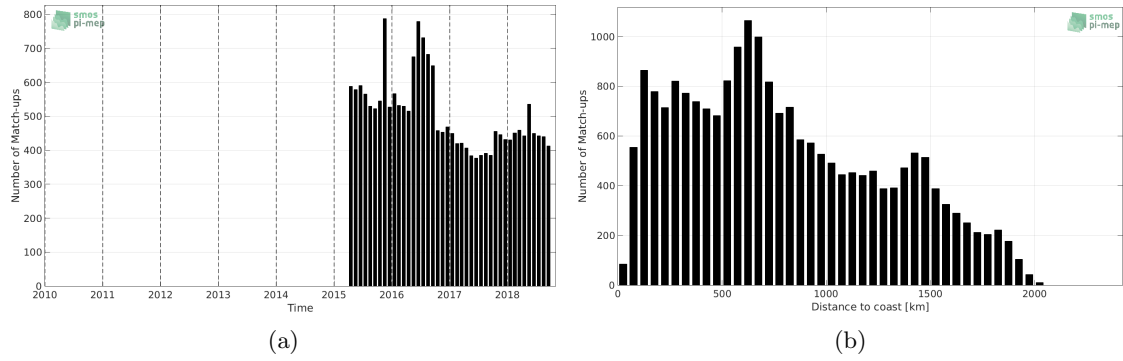 smos
pi-mep
800
700
600
500
400
300
200
100
0
Number of Match-ups
2010 2011 2012 2013 2014 2015 2016 2017 2018
Time
(a)
smos
pi-mep
1000
800
600
400
200
0
Number of Match-ups
0 500 1000 1500 2000
Distance to coast [km]
(b)